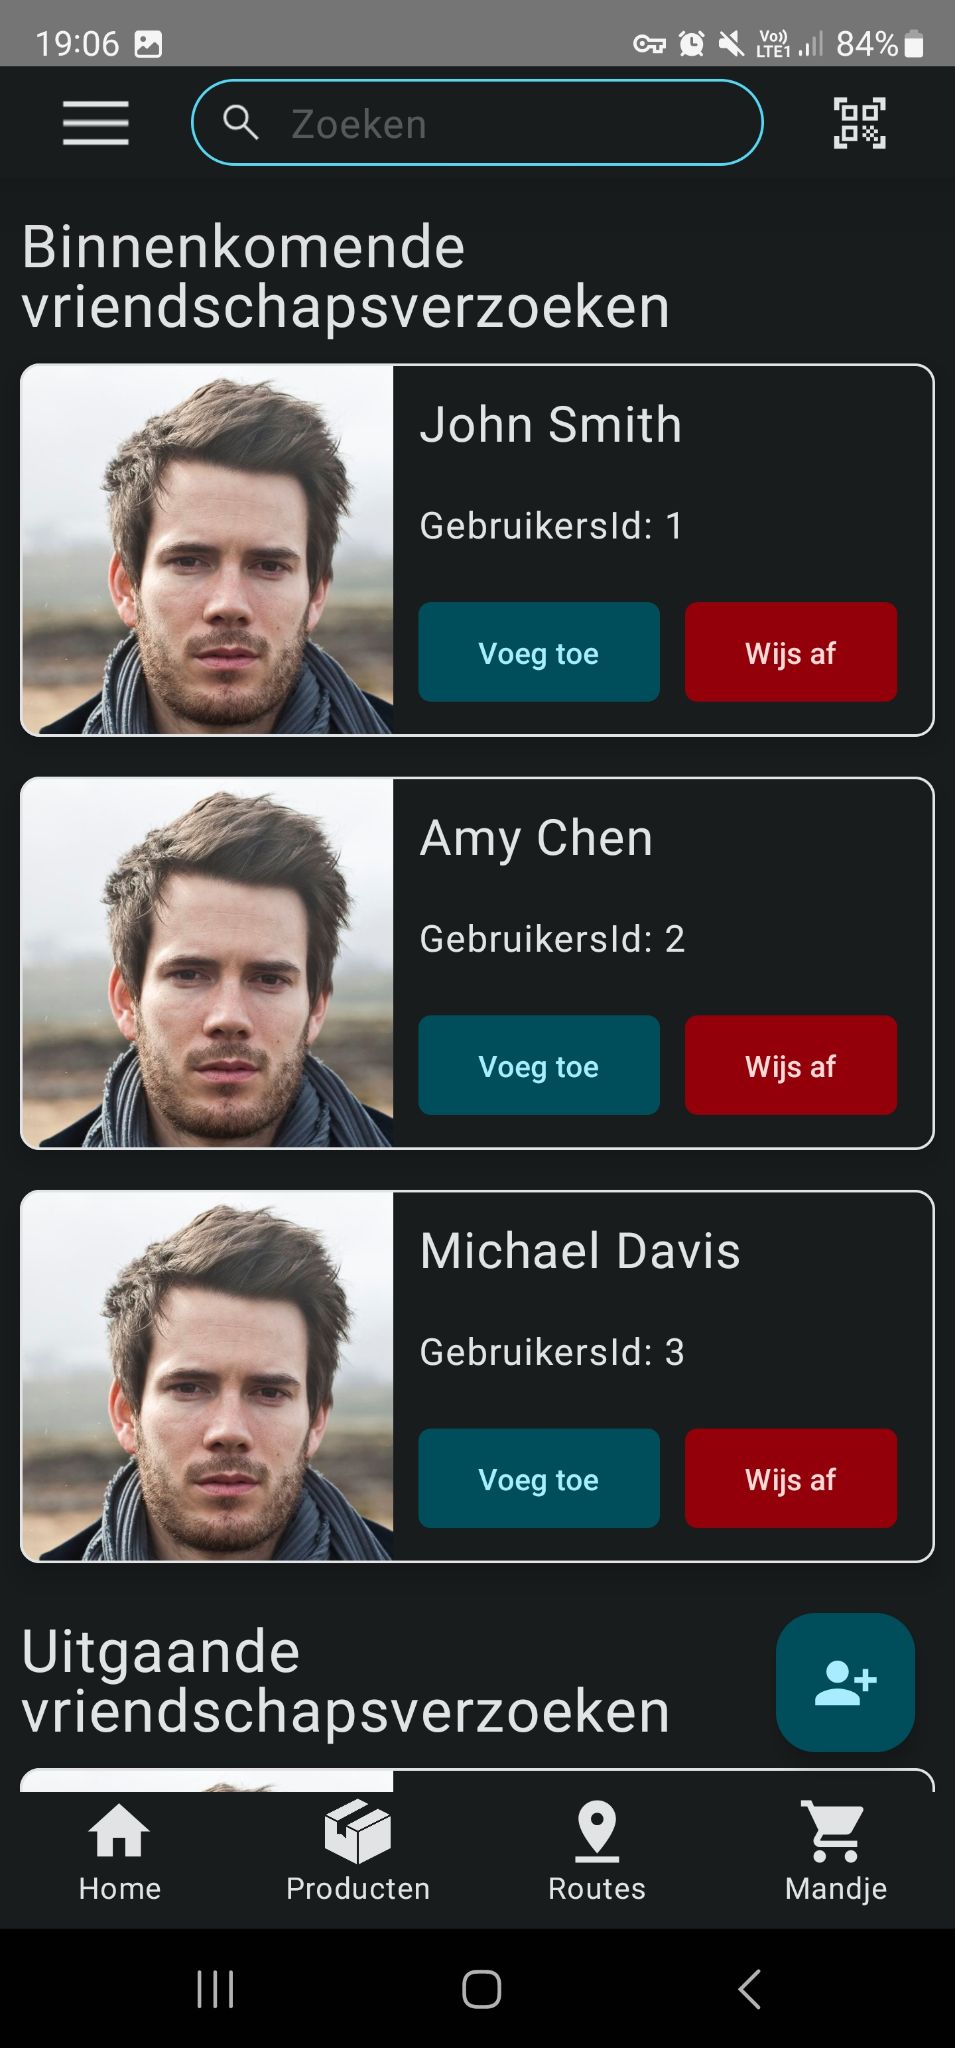 19:06
Vo))
LTE1
84%
Zoeken
Binnenkomende
vriendschapsverzoeken
John Smith
GebruikersId: 1
Voeg toe
Wijs af
Amy Chen
GebruikersId: 2
Voeg toe
Wijs af
Michael Davis
GebruikersId: 3
Voeg toe
Wijs af
Uitgaande
vriendschapsverzoeken
Home
Producten
Routes
Mandje